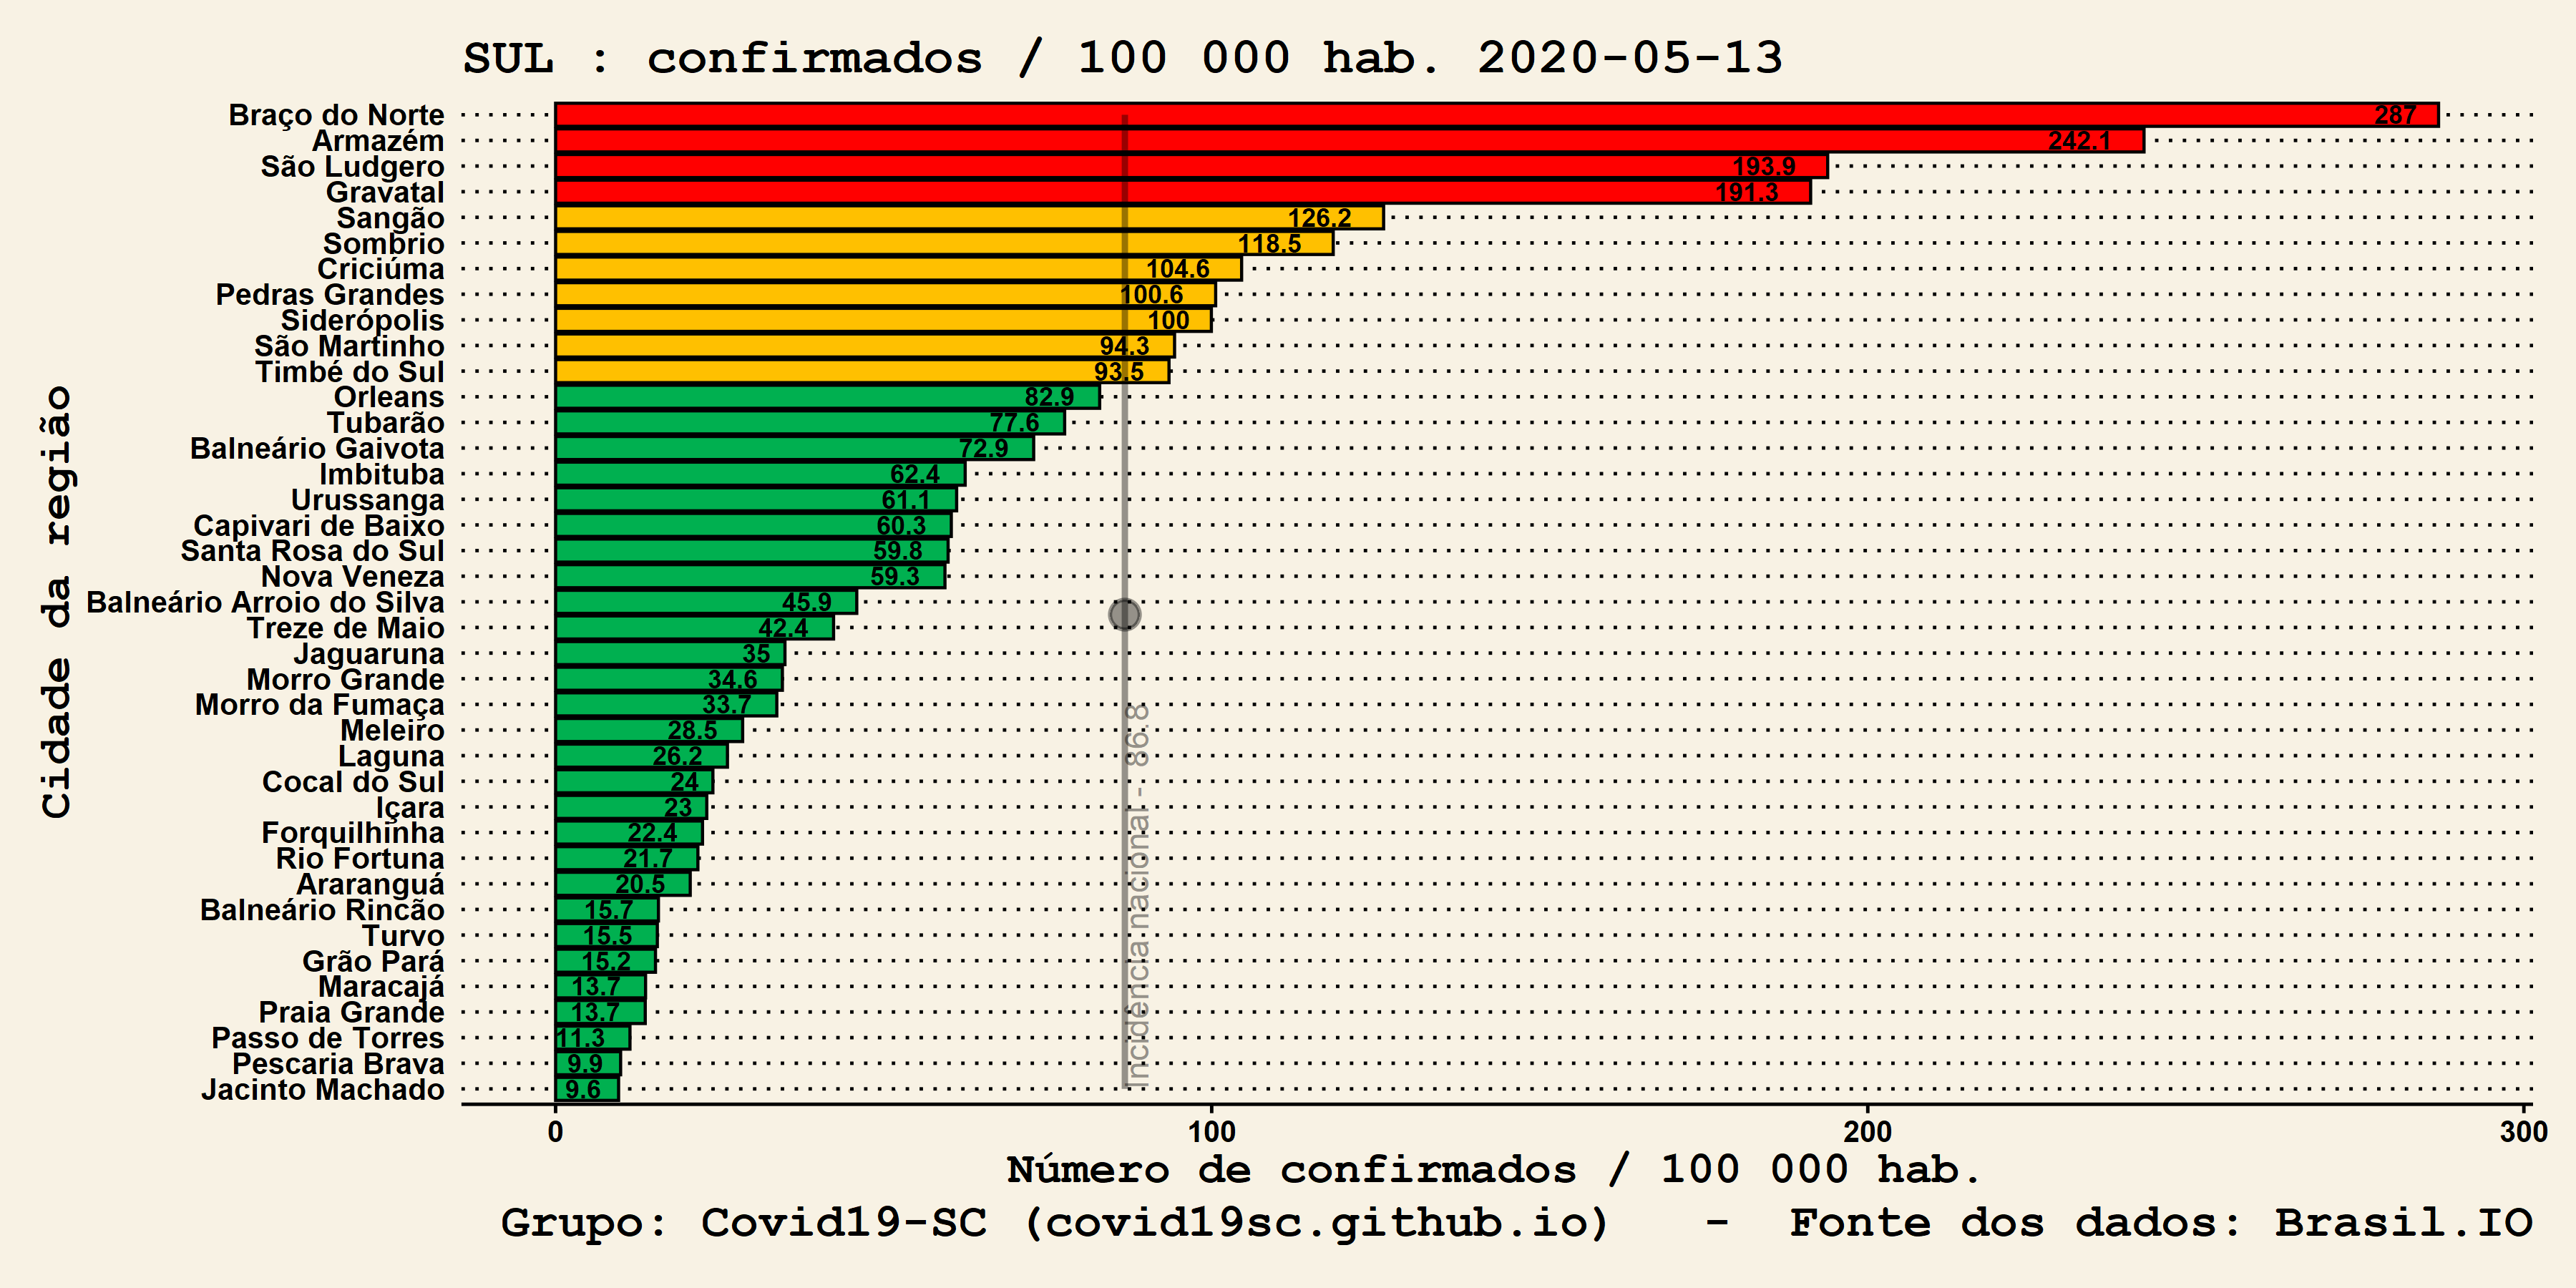 SUL : confirmados / 100 000 hab. 2020-05-13
Cidade da região
Braço do Norte 287
Armazém 242.1
São Ludgero 193.9
Gravatal 191.3
Sangão 126.2
Sombrio 118.5
Criciúma 104.6
Pedras Grandes 100.6
Siderópolis 100
São Martinho 94.3
Timbé do Sul 93.5
Orleans 82.9
Tubarão 77.6
Balneário Gaivota 72.9
Imbituba 62.4
Urussanga 61.1
Capivari de Baixo 60.3
Santa Rosa do Sul 59.8
Nova Veneza 59.3
Balneário Arroio do Silva 45.9
Treze de Maio 42.4
Jaguaruna 35
Morro Grande 34.6
Morro da Fumaça 33.7
Meleiro 28.5
Laguna 26.2
Cocal do Sul 24
Içara 23
Forquilhinha 22.4
Rio Fortuna 21.7
Araranguá 20.5
Balneário Rincão 15.7
Turvo 15.5
Grão Pará 15.2
Maracajá 13.7
Praia Grande 13.7
Passo de Torres 11.3
Pescaria Brava 9.9
Jacinto Machado 9.6
Incidência nacional - 86.8
0 100 200 300
Número de confirmados / 100 000 hab.
Grupo: Covid19-SC (covid19sc.github.io) - Fonte dos dados: Brasil.IO